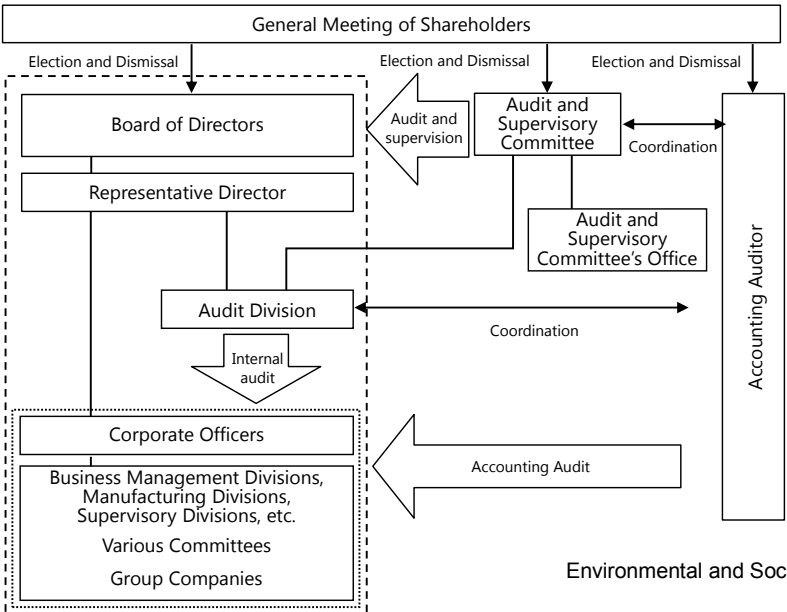 General Meeting of Shareholders
Election and Dismissal
Election and Dismissal
Election and Dismissal
Board of Directors
Audit and
supervision
Audit and
Supervisory
Committee
Coordination
Representative Director
Audit and
Supervisory
Committee's Office
Accounting Auditor
Audit Division
Coordination
Internal
audit
Corporate Officers
Accounting Audit
Business Management Divisions,
Manufacturing Divisions,
Supervisory Divisions, etc.
Various Committees
Group Companies
Environmental and Soc